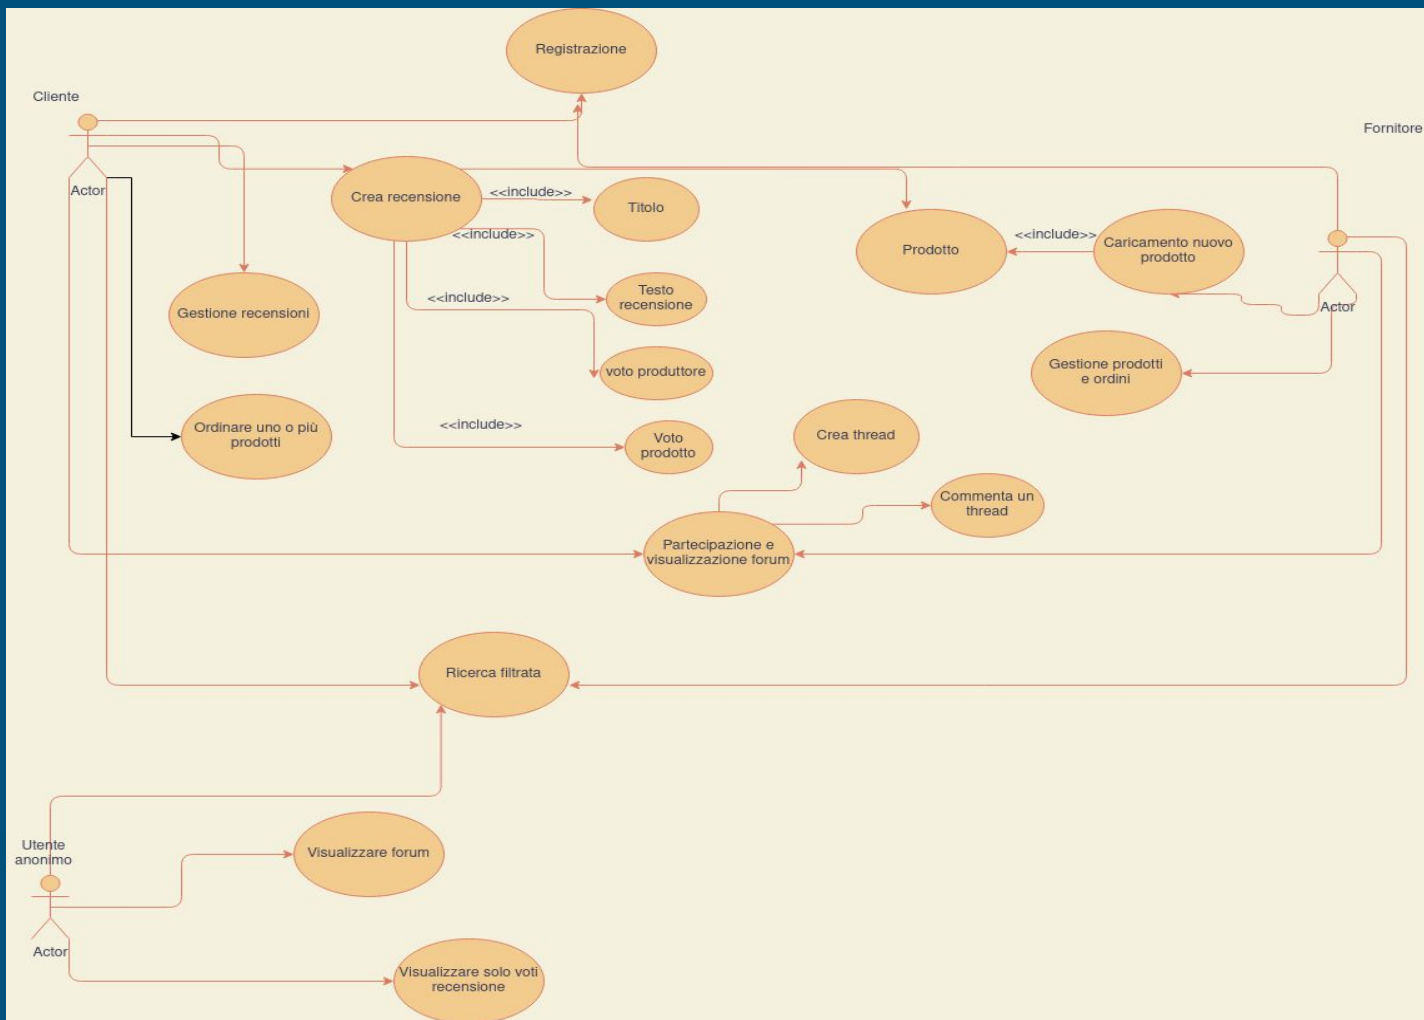 Registrazione
Cliente
Fornitore
Actor
Crea recensione
<<include>>
Titolo
<<include>>
<<include>>
Prodotto
Caricamento nuovo
prodotto
Testo
recensione
<<include>>
Actor
Gestione recensioni
voto produttore
Gestione prodotti
e ordini
Ordinare uno o più
prodotti
<<include>>
Voto
prodotto
Crea thread
Commenta un
thread
Partecipazione e
visualizzazione forum
Ricerca filtrata
Utente
anonimo
Visualizzare forum
Actor
Visualizzare solo voti
recensione